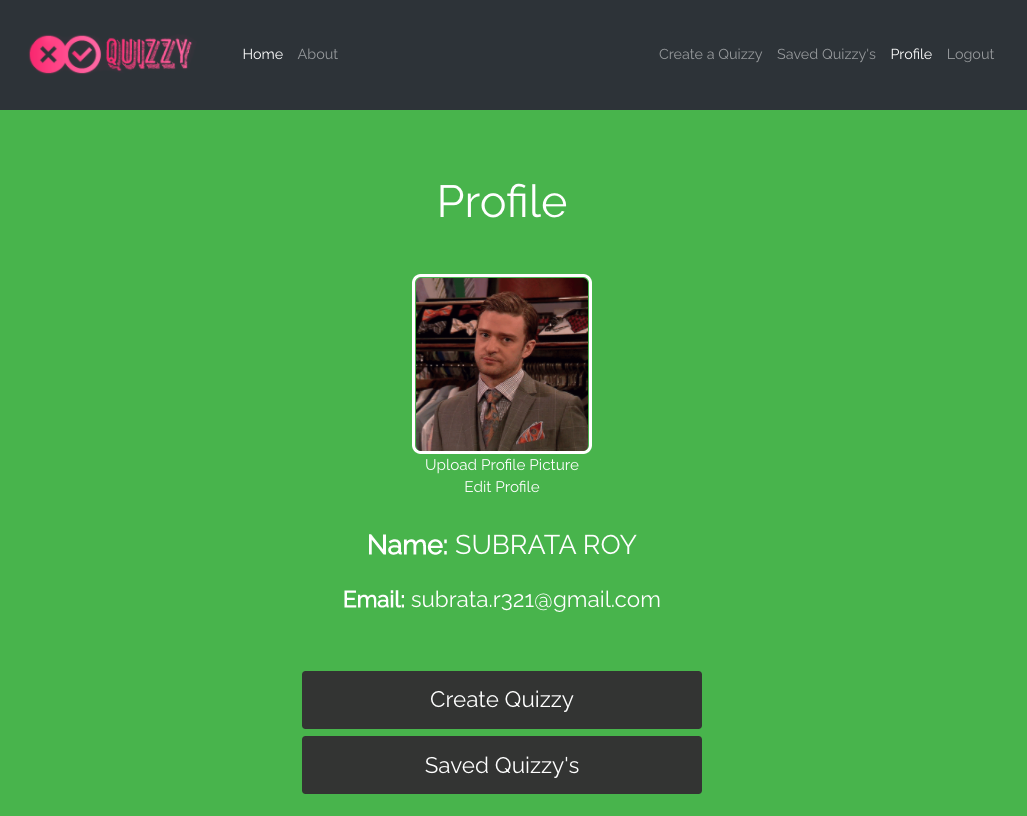 QUIZZY
Home About
Create a Quizzy Saved Quizzy's Profile Logout
Profile
Upload Profile Picture
Edit Profile
Name: SUBRATA ROY
Email: subrata.r321@gmail.com
Create Quizzy
Saved Quizzy's